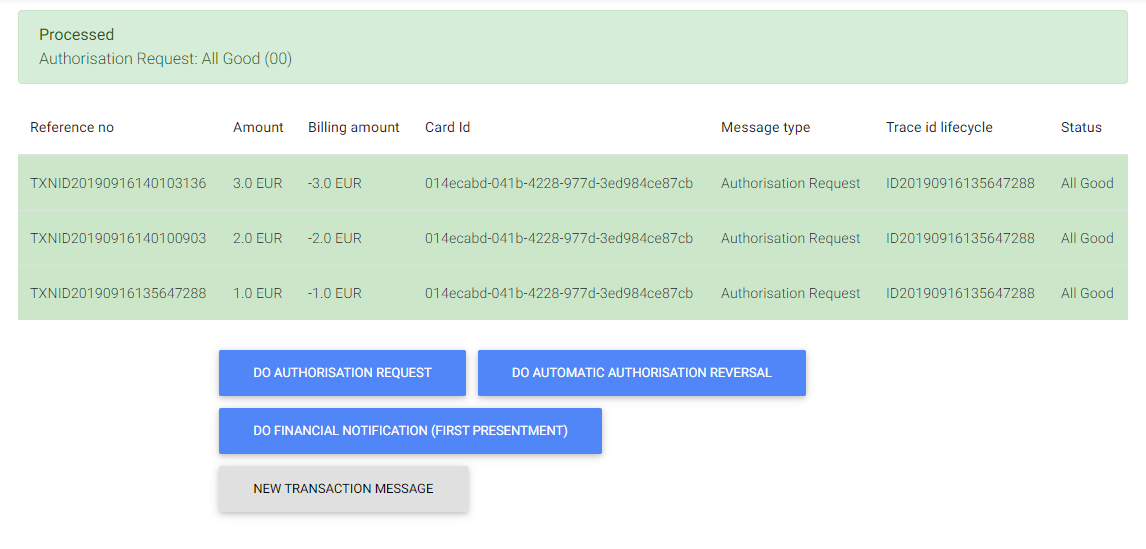 Processed
Authorisation Request: All Good (00)
Reference no Amount Billing amount Card Id Message type Trace id lifecycle Status
TXNID20190916140103136 3.0 EUR -3.0 EUR 014ecabd-041b-4228-977d-3ed984ce87cb Authorisation Request ID20190916135647288 All Good
TXNID20190916140100903 2.0 EUR -2.0 EUR 014ecabd-041b-4228-977d-3ed984ce87cb Authorisation Request ID20190916135647288 All Good
TXNID20190916135647288 1.0 EUR -1.0 EUR 014ecabd-041b-4228-977d-3ed984ce87cb Authorisation Request ID20190916135647288 All Good
DO AUTHORISATION REQUEST DO AUTOMATIC AUTHORISATION REVERSAL
DO FINANCIAL NOTIFICATION (FIRST PRESENTMENT)
NEW TRANSACTION MESSAGE